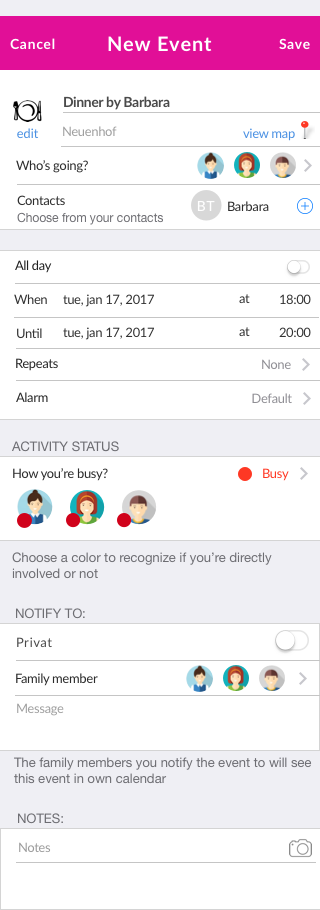 Cancel New Event Save
Dinner by Barbara
edit Neuenhof view map
Who's going?
Contacts
Choose from your contacts
BT Barbara
All day
When tue, jan 17, 2017 at 18:00
Until tue, jan 17, 2017 at 20:00
Repeats None
Alarm Default
ACTIVITY STATUS
How you're busy? Busy
Choose a color to recognize if you're directly
involved or not
NOTIFY TO:
Privat
Family member
Message
The family members you notify the event to will see
this event in own calendar
NOTES:
Notes